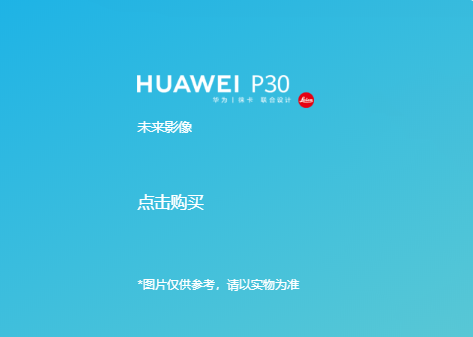 HUAWEI P30
华为 | 徕卡 联合设计
Leica
未来影像
点击购买
*图片仅供参考，请以实物为准